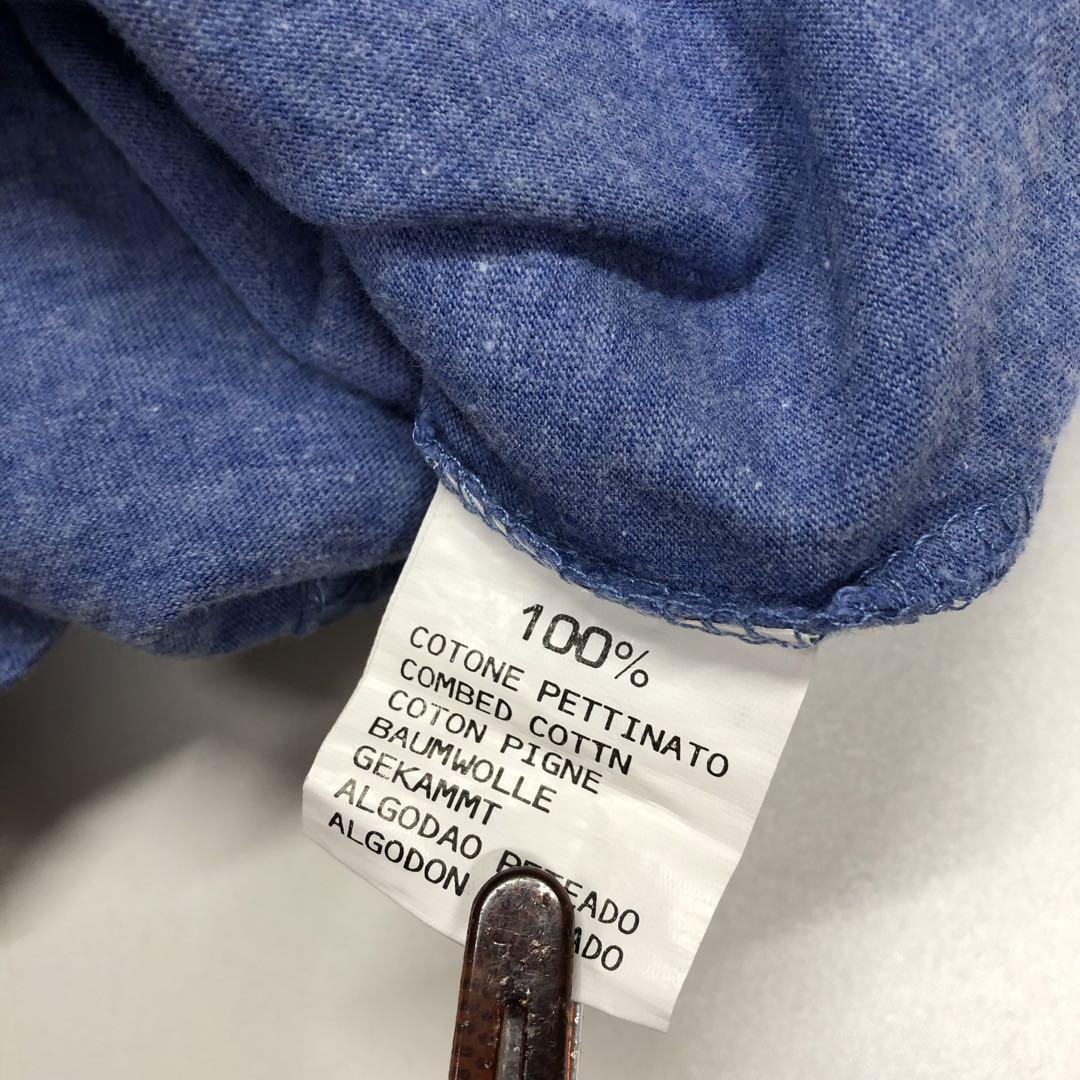 100%
COTONE PETTINATO
COMBED COTTN
COTON PIGNE
BAUMWOLLE
GEKAMMT
ALGODAO
ALGODON